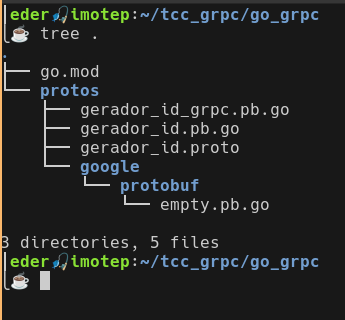 eder🎣imotep:~/tcc_grpc/go_grpc
☕ tree .
.
├── go.mod
└── protos
    ├── gerador_id_grpc.pb.go
    ├── gerador_id.pb.go
    ├── gerador_id.proto
    └── google
        └── protobuf
            └── empty.pb.go
3 directories, 5 files
eder🎣imotep:~/tcc_grpc/go_grpc
☕